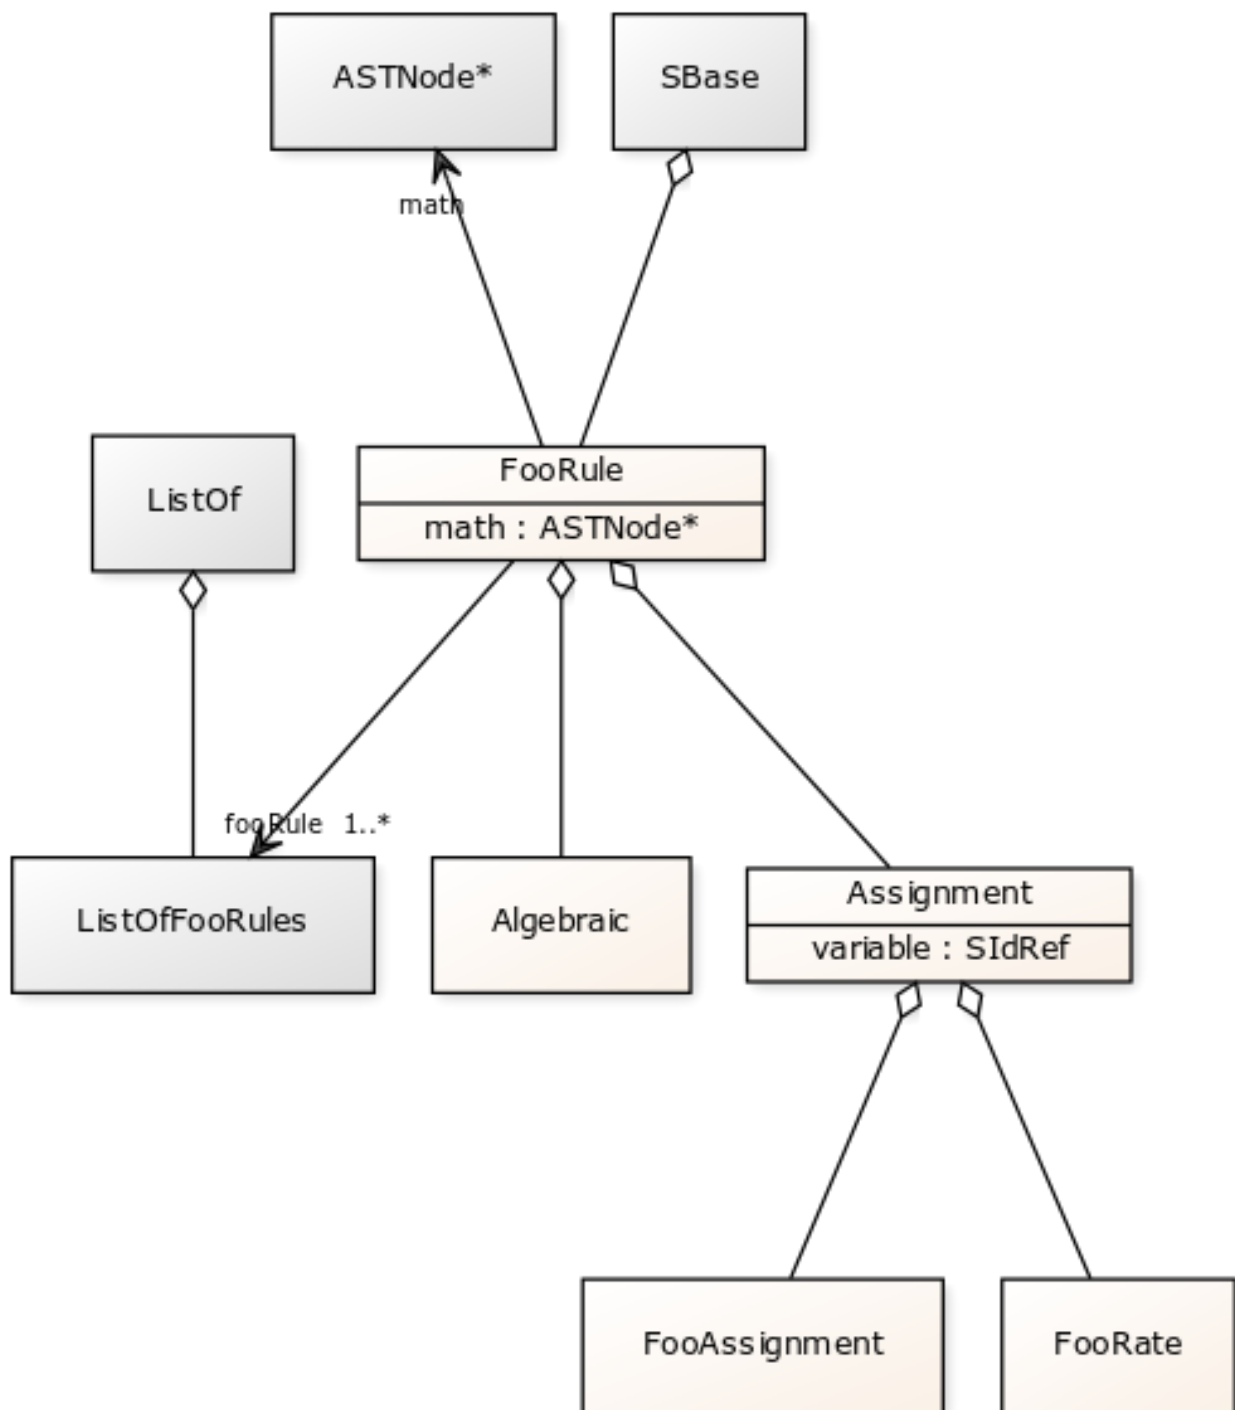 ASTNode*
SBase
math
FooRule
math : ASTNode*
ListOf
fooRule 1..*
ListOfFooRules
Algebraic
Assignment
variable : SIdRef
FooAssignment
FooRate